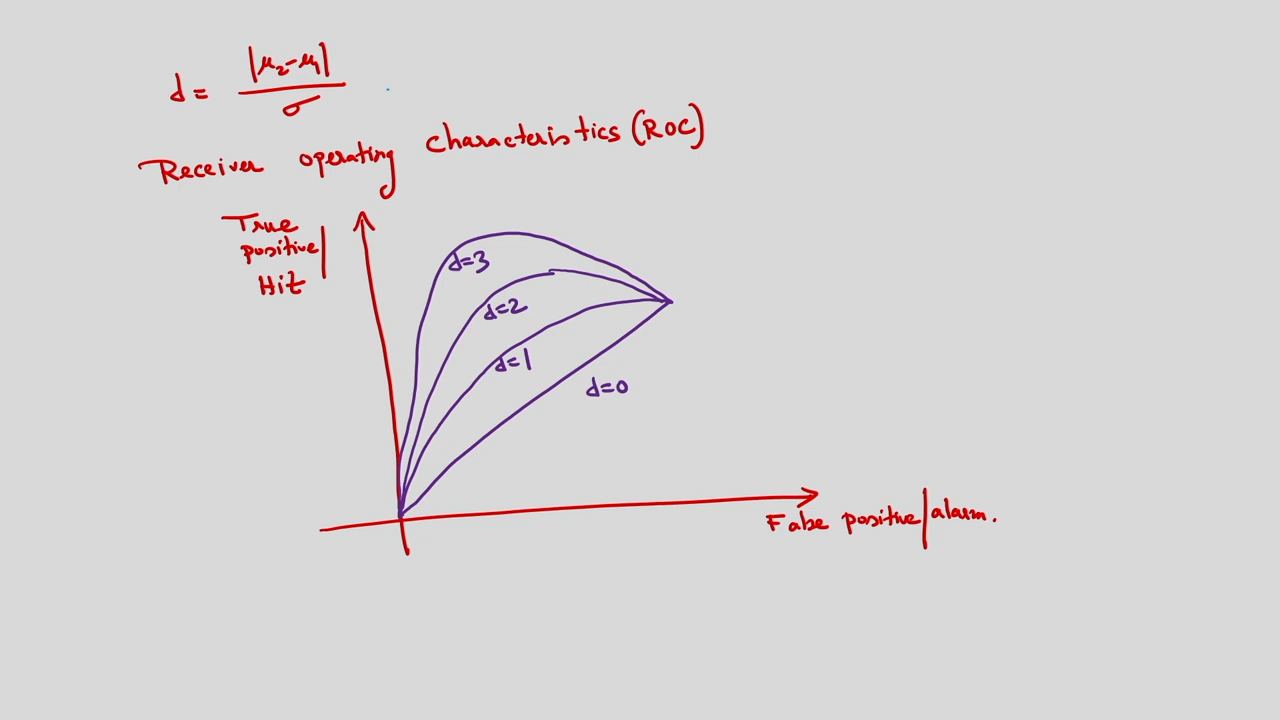 d = |μ₂-μ₁| / σ
Receiver operating characteristics (ROC)
True
positive |
Hit
d=3
d=2
d=1
d=0
False positive | alarm.